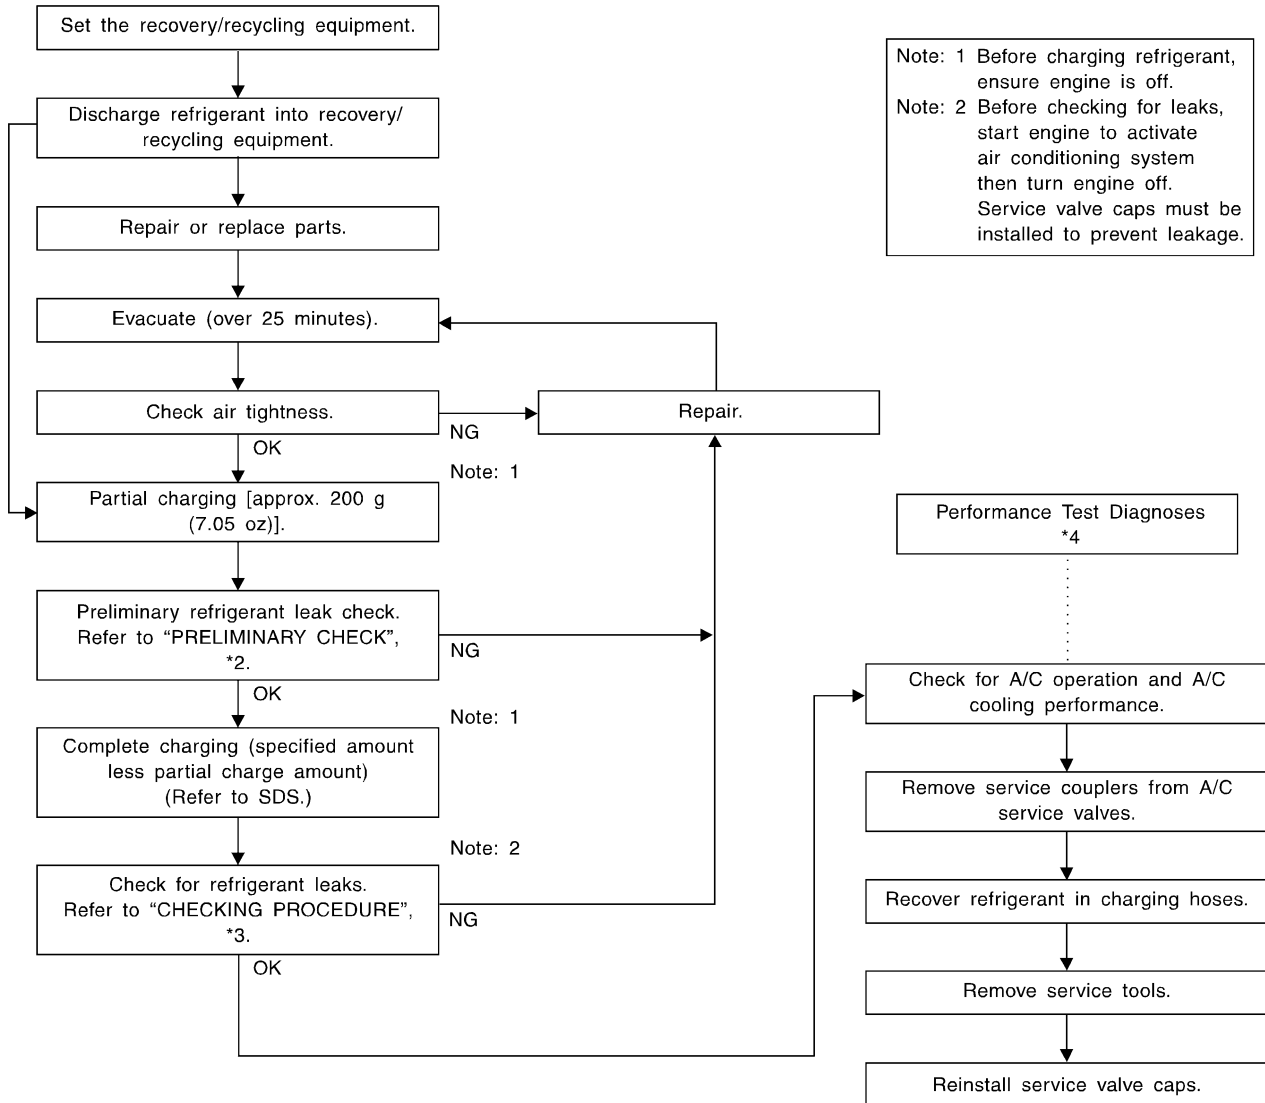 Set the recovery/recycling equipment.
Discharge refrigerant into recovery/
recycling equipment.
Repair or replace parts.
Evacuate (over 25 minutes).
Check air tightness.
NG
OK
Repair.
Note: 1
Partial charging [approx. 200 g
(7.05 oz)].
Preliminary refrigerant leak check.
Refer to “PRELIMINARY CHECK”,
*2.
NG
OK
Note: 1
Complete charging (specified amount
less partial charge amount)
(Refer to SDS.)
Note: 2
Check for refrigerant leaks.
Refer to “CHECKING PROCEDURE”,
*3.
NG
OK
Note: 1 Before charging refrigerant,
ensure engine is off.
Note: 2 Before checking for leaks,
start engine to activate
air conditioning system
then turn engine off.
Service valve caps must be
installed to prevent leakage.
Performance Test Diagnoses
*4
Check for A/C operation and A/C
cooling performance.
Remove service couplers from A/C
service valves.
Recover refrigerant in charging hoses.
Remove service tools.
Reinstall service valve caps.